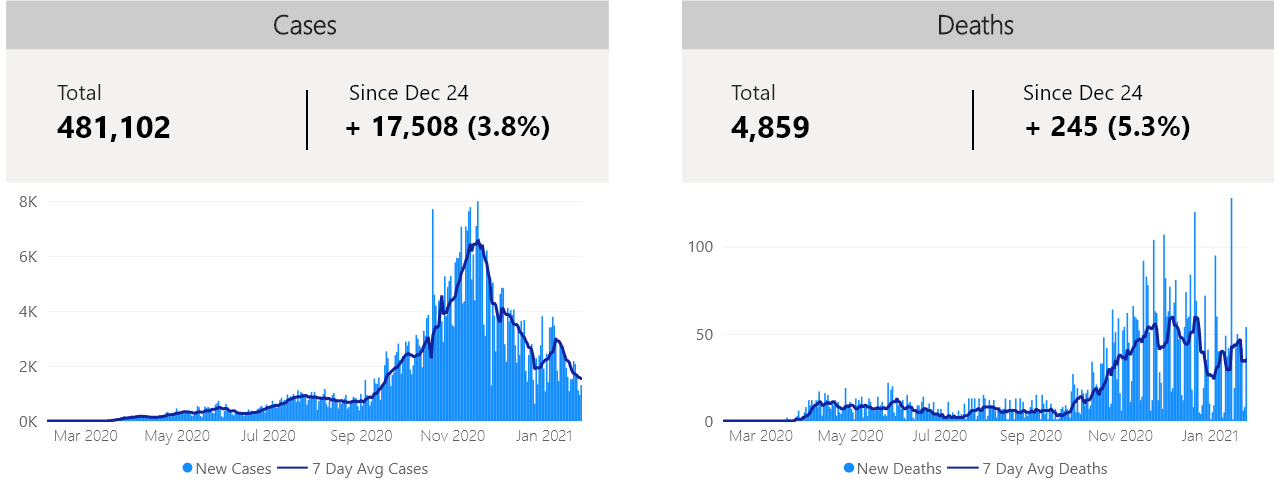 Cases
Total
Since Dec 24
481,102
+ 17,508 (3.8%)
8K
6K
4K
2K
0K
Mar 2020 May 2020 Jul 2020 Sep 2020 Nov 2020 Jan 2021
New Cases 7 Day Avg Cases
Deaths
Total
Since Dec 24
4,859
+ 245 (5.3%)
100
50
0
Mar 2020 May 2020 Jul 2020 Sep 2020 Nov 2020 Jan 2021
New Deaths 7 Day Avg Deaths